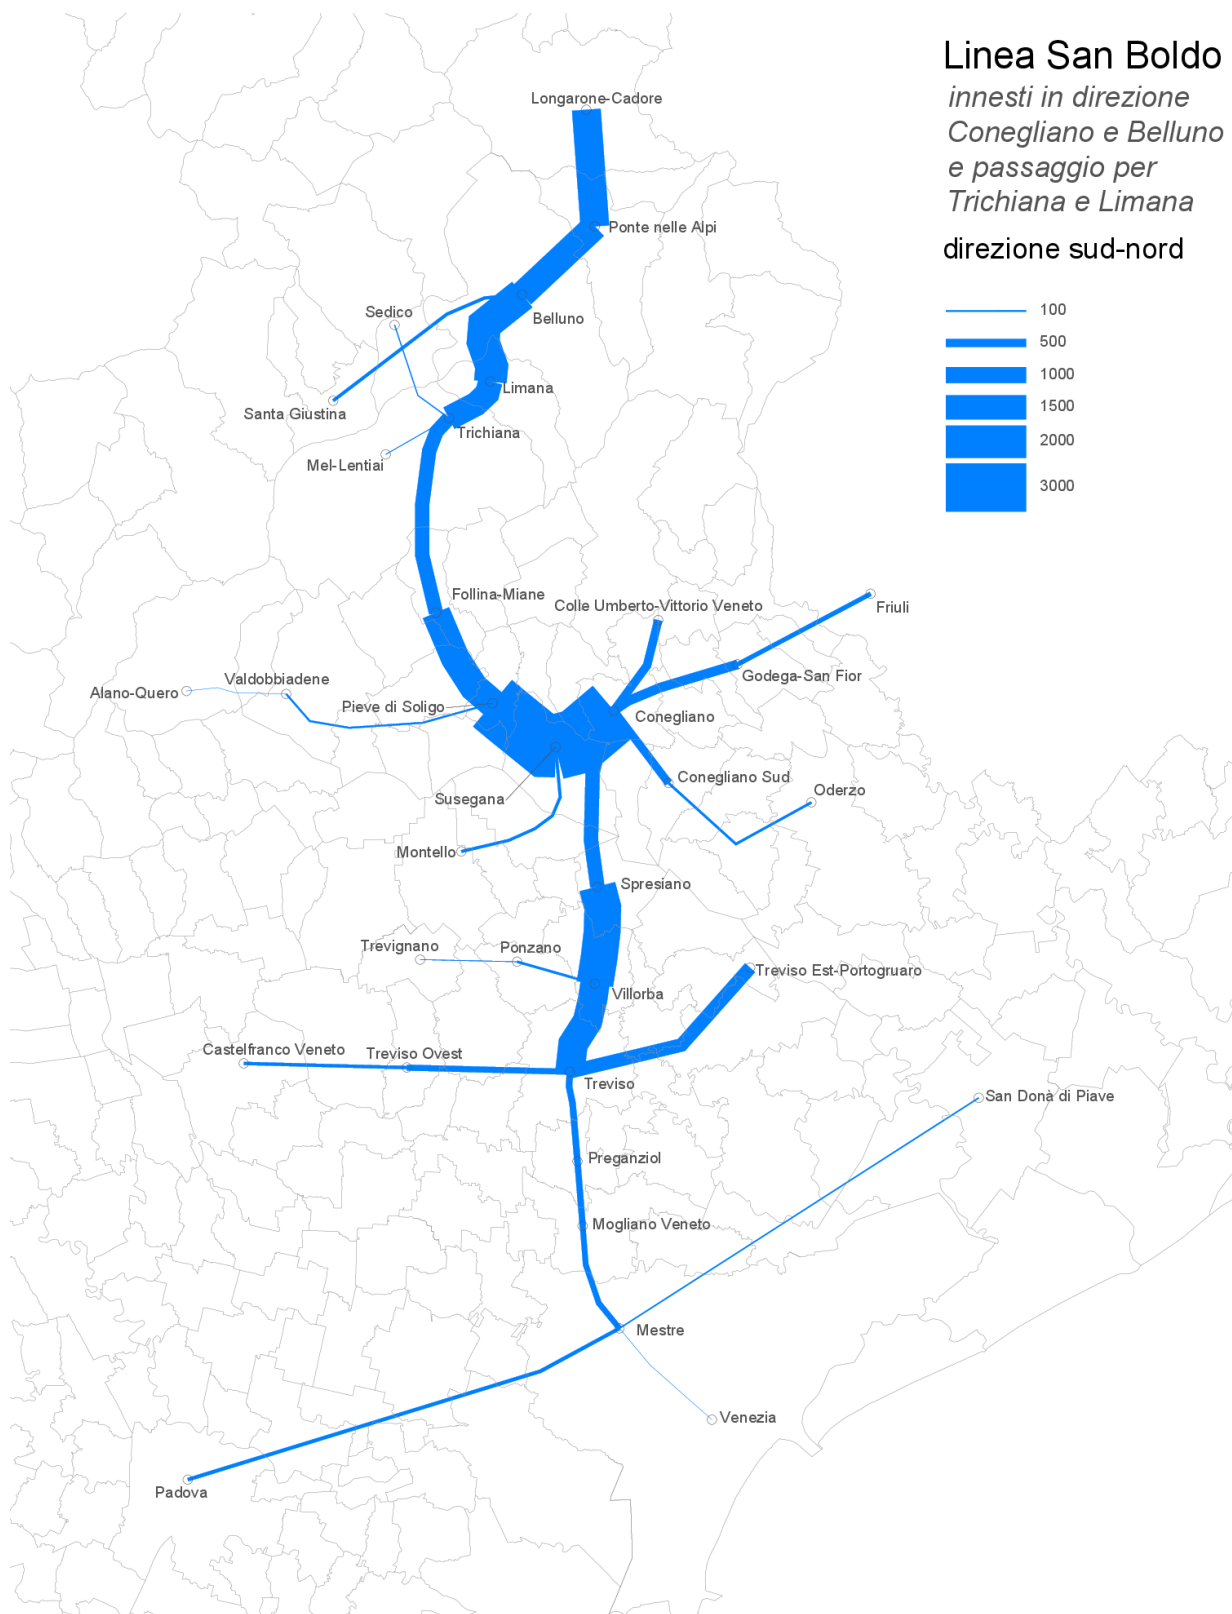 Linea San Boldo
innesti in direzione
Conegliano e Belluno
e passaggio per
Trichiana e Limana
direzione sud-nord
100
500
1000
1500
2000
3000
Longarone-Cadore
Ponte nelle Alpi
Sedico
Belluno
Limana
Santa Giustina
Trichiana
Mel-Lentiai
Follina-Miane
Colle Umberto-Vittorio Veneto
Friuli
Valdobbiadene
Alano-Quero
Godega-San Fior
Pieve di Soligo
Conegliano
Conegliano Sud
Oderzo
Susegana
Montello
Spresiano
Trevignano
Ponzano
Treviso Est-Portogruaro
Villorba
Castelfranco Veneto
Treviso Ovest
Treviso
San Donà di Piave
Preganziol
Mogliano Veneto
Mestre
Venezia
Padova